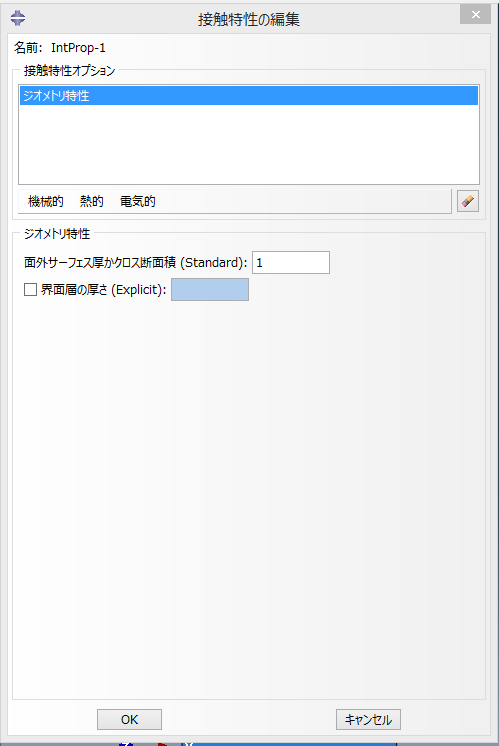 接触特性の編集
名前: IntProp-1
接触特性オプション
ジオメトリ特性
機械的 熱的 電気的
ジオメトリ特性
面外サーフェス厚かクロス断面積 (Standard): 1
界面層の厚さ (Explicit):
OK キャンセル